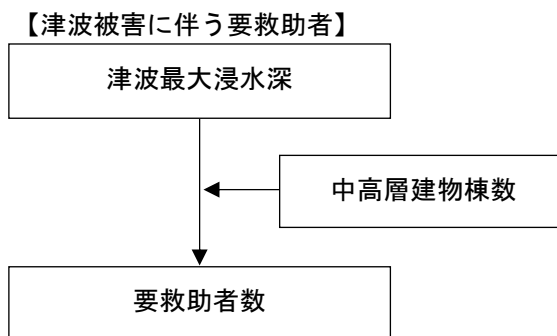 【津波被害に伴う要救助者】
津波最大浸水深
中高層建物棟数
要救助者数